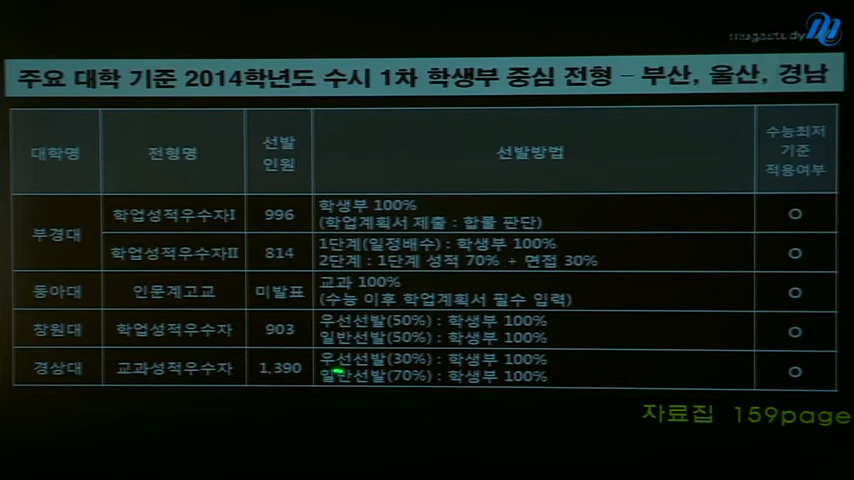 megastudy
주요 대학 기준 2014학년도 수시 1차 학생부 중심 전형 – 부산, 울산, 경남
대학명 전형명 선발 인원 선발방법 수능최저 기준 적용여부
부경대 학업성적우수자I 996 학생부 100%
(학업계획서 제출 : 합불 판단) O
학업성적우수자II 814 1단계(일정배수) : 학생부 100%
2단계 : 1단계 성적 70% + 면접 30% O
동아대 인문계고교 미발표 교과 100%
(수능 이후 학업계획서 필수 입력) O
창원대 학업성적우수자 903 우선선발(50%) : 학생부 100%
일반선발(50%) : 학생부 100% O
경상대 교과성적우수자 1,390 우선선발(30%) : 학생부 100%
일반선발(70%) : 학생부 100% O
자료집 159page